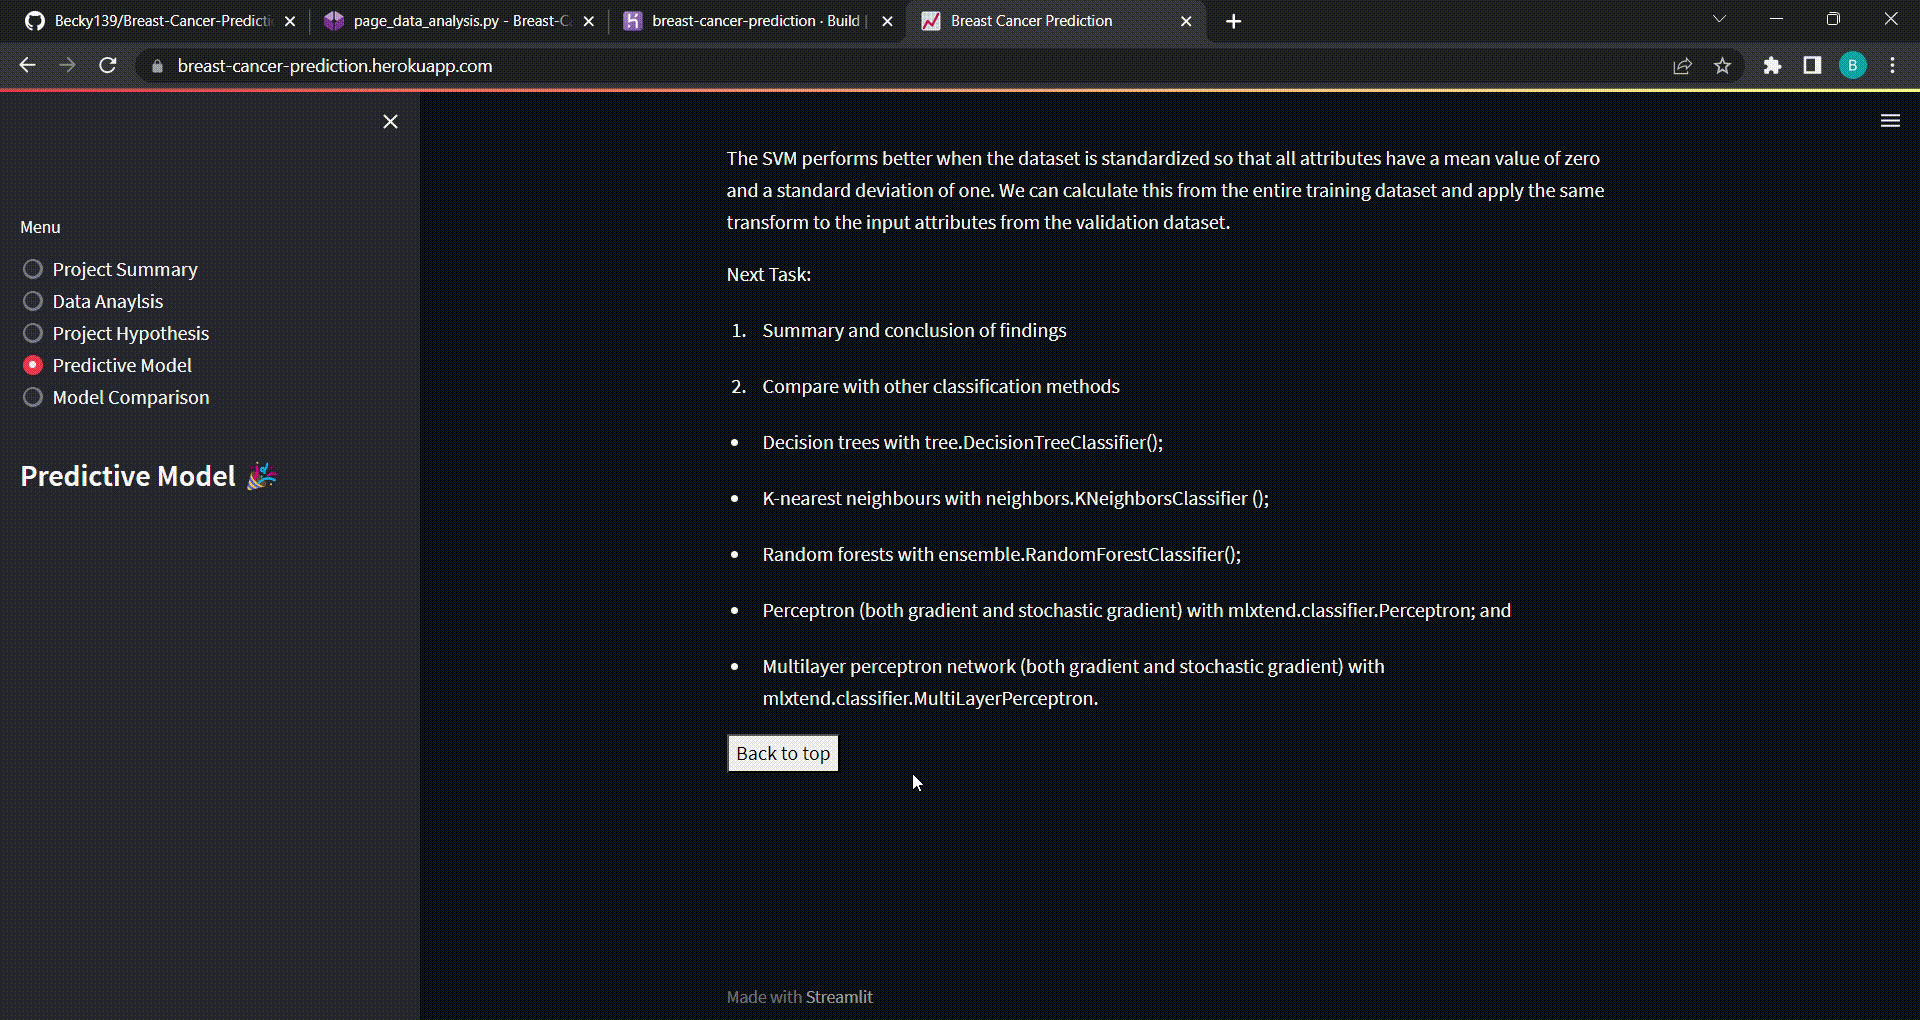 Becky139/Breast-Cancer-Predicti
page_data_analysis.py - Breast-C
breast-cancer-prediction · Build |
Breast Cancer Prediction
breast-cancer-prediction.herokuapp.com
B
Menu
Project Summary
Data Anaylsis
Project Hypothesis
Predictive Model
Model Comparison
Predictive Model 🎉
The SVM performs better when the dataset is standardized so that all attributes have a mean value of zero
and a standard deviation of one. We can calculate this from the entire training dataset and apply the same
transform to the input attributes from the validation dataset.
Next Task:
1. Summary and conclusion of findings
2. Compare with other classification methods
• Decision trees with tree.DecisionTreeClassifier();
• K-nearest neighbours with neighbors.KNeighborsClassifier ();
• Random forests with ensemble.RandomForestClassifier();
• Perceptron (both gradient and stochastic gradient) with mlxtend.classifier.Perceptron; and
• Multilayer perceptron network (both gradient and stochastic gradient) with
mlxtend.classifier.MultiLayerPerceptron.
Back to top
Made with Streamlit